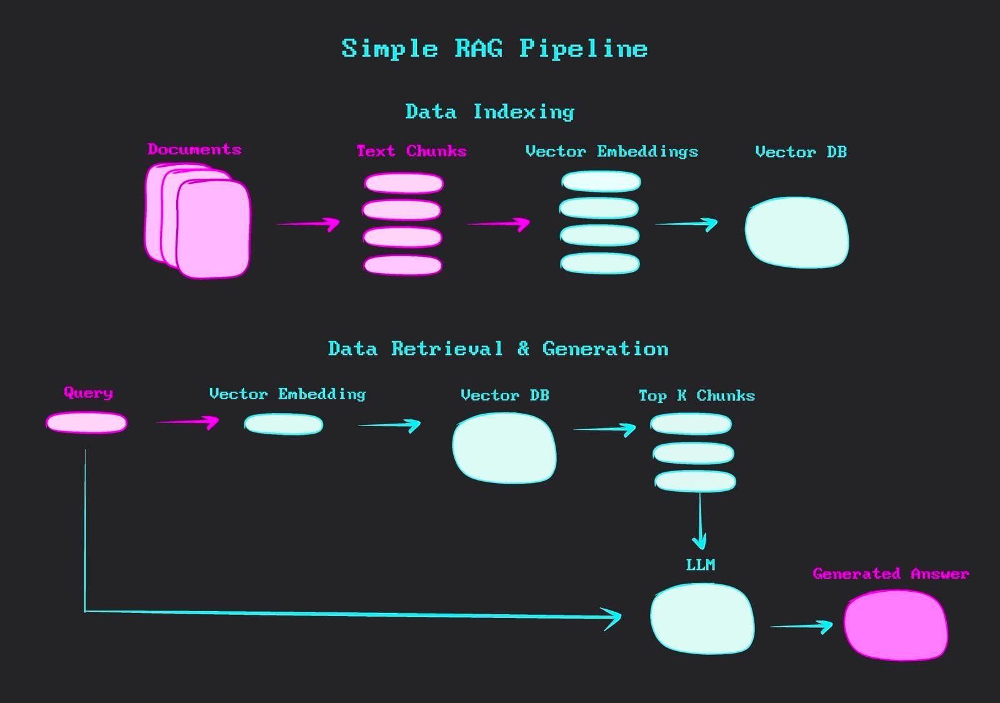 Simple RAG Pipeline
Data Indexing
Documents
Text Chunks
Vector Embeddings
Vector DB
Data Retrieval & Generation
Query
Vector Embedding
Vector DB
Top K Chunks
LLM
Generated Answer